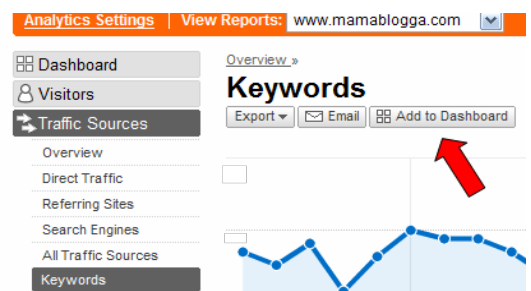 Analytics Settings | View Reports: www.mamablogga.com
Dashboard
Visitors
Traffic Sources
Overview
Direct Traffic
Referring Sites
Search Engines
All Traffic Sources
Keywords
Overview »
Keywords
Export Email Add to Dashboard